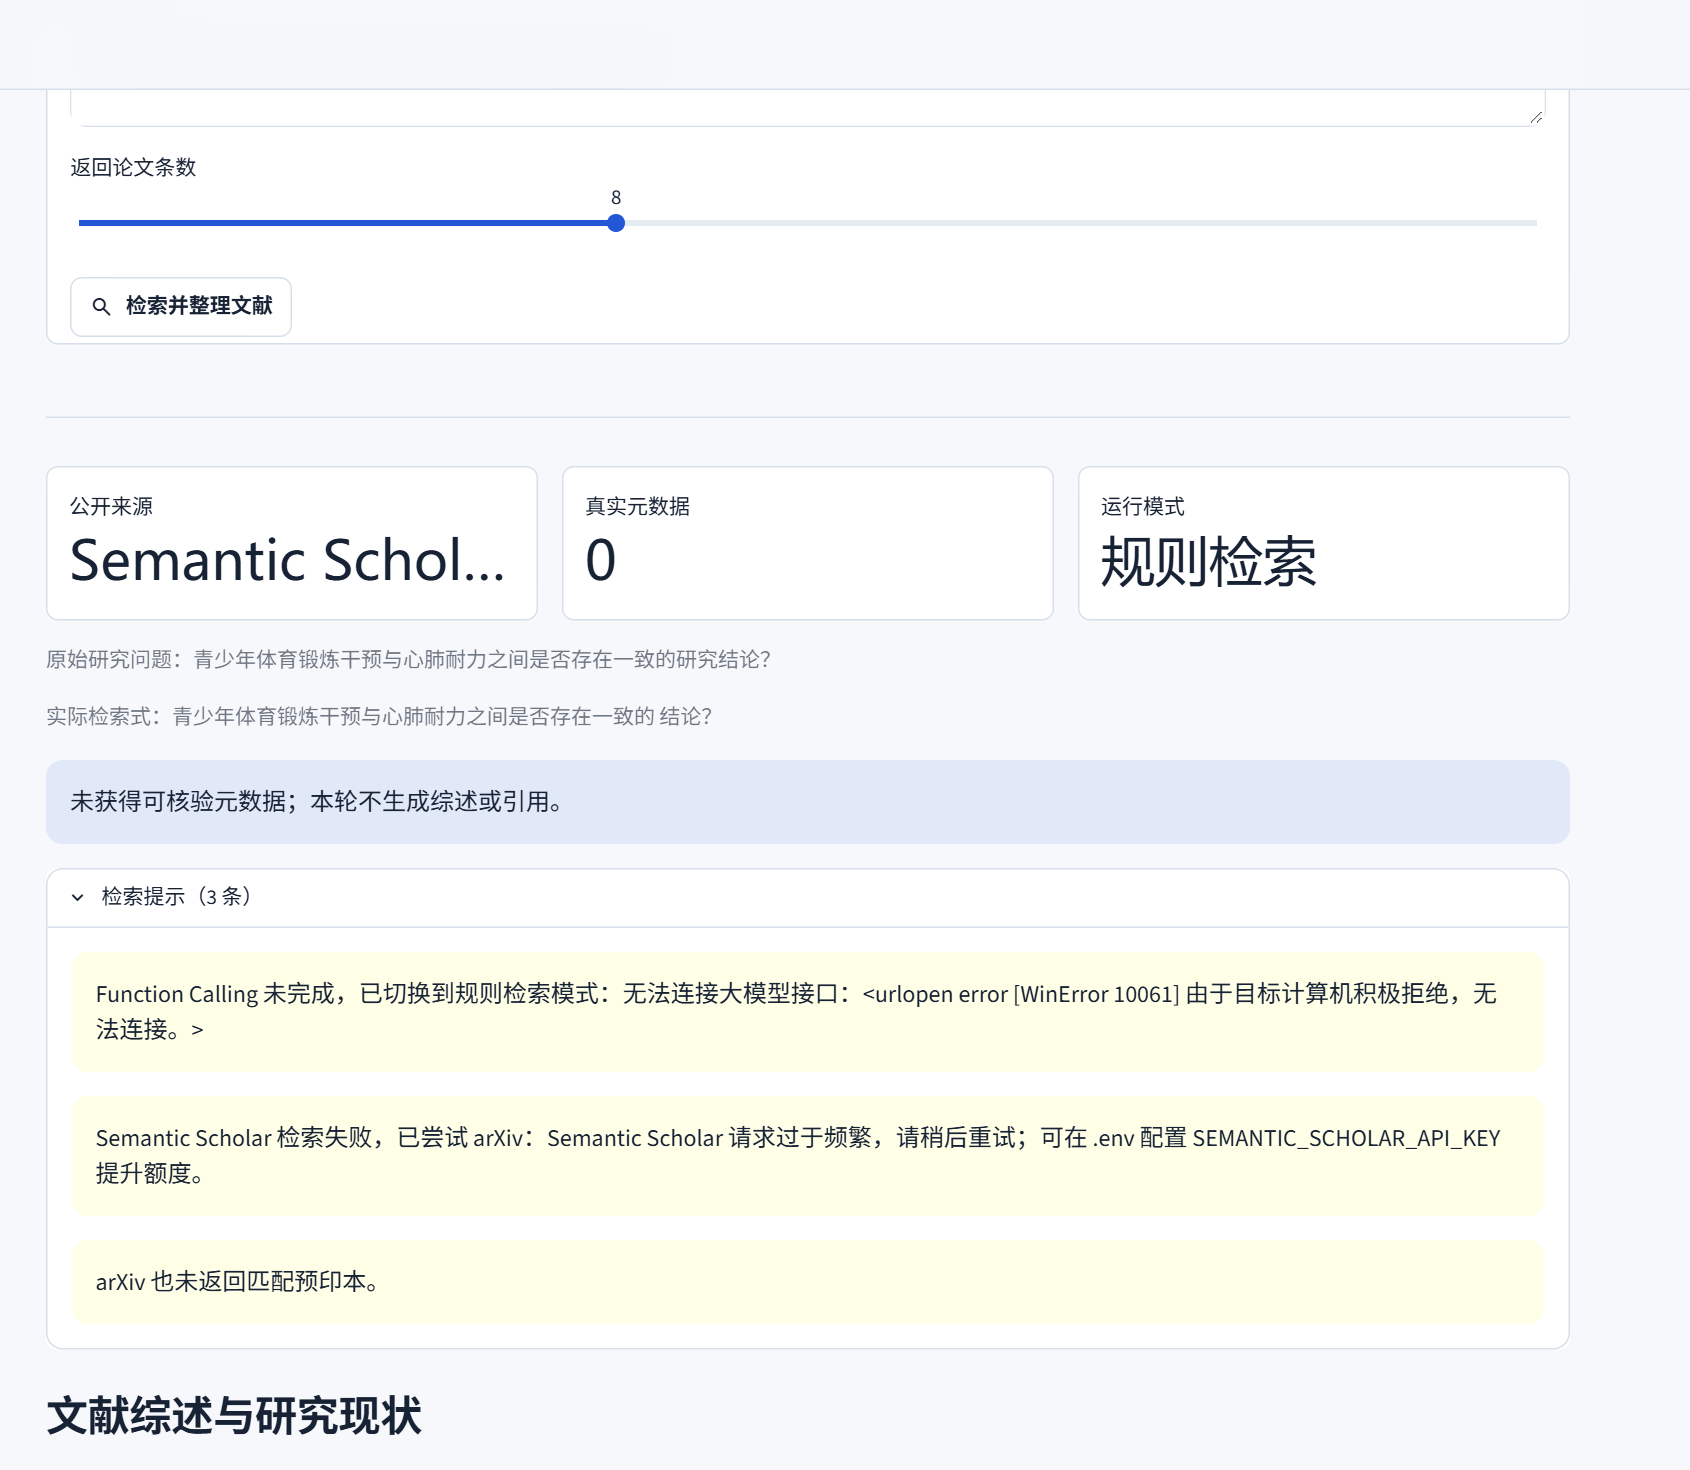 返回论文条数
8
检索并整理文献
公开来源
Semantic Schol...
真实元数据
0
运行模式
规则检索
原始研究问题：青少年体育锻炼干预与心肺耐力之间是否存在一致的研究结论？
实际检索式：青少年体育锻炼干预与心肺耐力之间是否存在一致的 结论？
未获得可核验元数据；本轮不生成综述或引用。
检索提示（3 条）
Function Calling 未完成，已切换到规则检索模式：无法连接大模型接口：<urlopen error [WinError 10061] 由于目标计算机积极拒绝，无
法连接。>
Semantic Scholar 检索失败，已尝试 arXiv：Semantic Scholar 请求过于频繁，请稍后重试；可在 .env 配置 SEMANTIC_SCHOLAR_API_KEY
提升额度。
arXiv 也未返回匹配预印本。
文献综述与研究现状